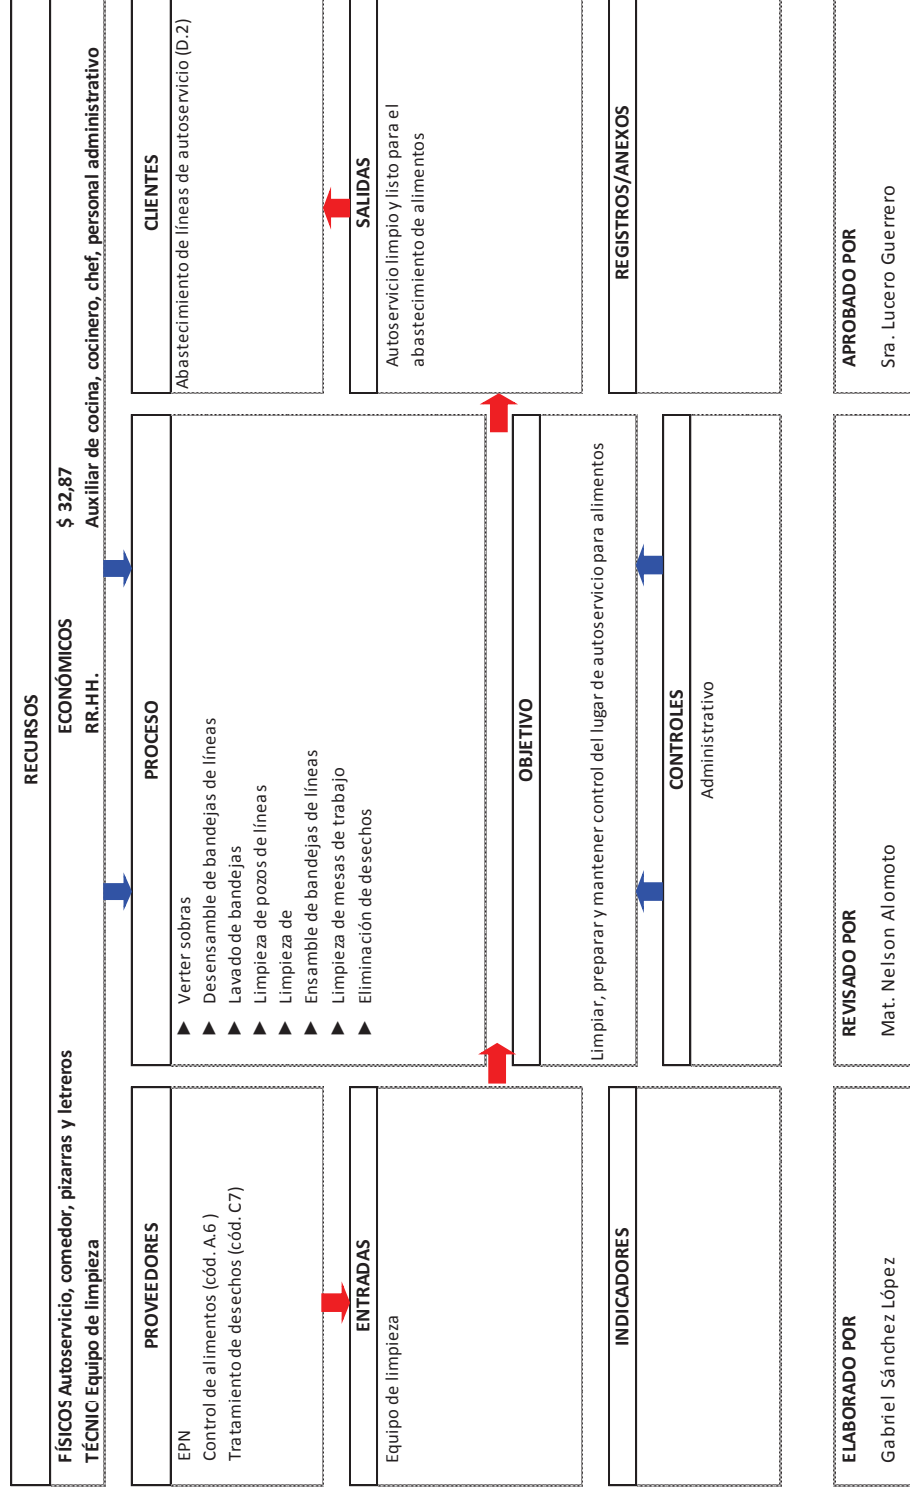 RECURSOS
FÍSICOS Autoservicio, comedor, pizarras y letreros
ECONÓMICOS
$ 32,87
TÉCNIC Equipo de limpieza
RR.HH.
Auxiliar de cocina, cocinero, chef, personal administrativo
PROVEEDORES
EPN
Control de alimentos (cód. A.6 )
Tratamiento de desechos (cód. C7)
ENTRADAS
Equipo de limpieza
INDICADORES
PROCESO
▲ Verter sobras
▲ Desensamble de bandejas de líneas
▲ Lavado de bandejas
▲ Limpieza de pozos de líneas
▲ Limpieza de
▲ Ensamble de bandejas de líneas
▲ Limpieza de mesas de trabajo
▲ Eliminación de desechos
OBJETIVO
Limpiar, preparar y mantener control del lugar de autoservicio para alimentos
CONTROLES
Administrativo
CLIENTES
Abastecimiento de líneas de autoservicio (D.2)
SALIDAS
Autoservicio limpio y listo para el
abastecimiento de alimentos
REGISTROS/ANEXOS
ELABORADO POR
Gabriel Sánchez López
REVISADO POR
Mat. Nelson Alomoto
APROBADO POR
Sra. Lucero Guerrero